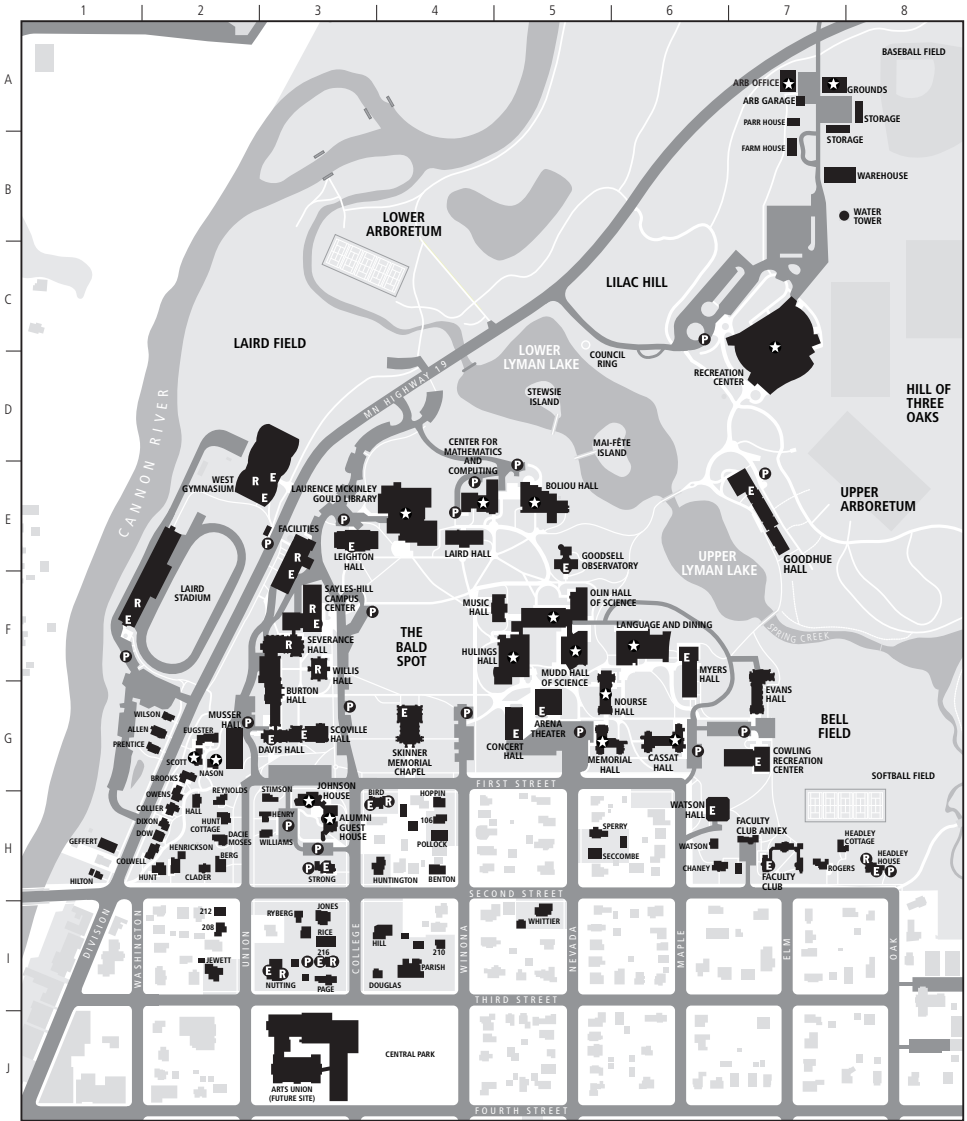 1 2 3 4 5 6 7 8
A
B
C
D
E
F
G
H
I
J
BASEBALL FIELD
ARB OFFICE
GROUNDS
ARB GARAGE
STORAGE
PARR HOUSE
STORAGE
FARM HOUSE
WAREHOUSE
WATER
TOWER
LOWER
ARBORETUM
LILAC HILL
P
LAIRD FIELD
LOWER
LYMAN LAKE
COUNCIL
RING
RECREATION
CENTER
MN HIGHWAY 19
STEWSIE
ISLAND
HILL OF
THREE
OAKS
CANNON RIVER
MAI-FÊTE
ISLAND
CENTER FOR
MATHEMATICS
AND
COMPUTING
P
P
P
WEST
GYMNASIUM
R
E
E
LAURENCE MCKINLEY
GOULD LIBRARY
BOLIOU HALL
P
E
UPPER
ARBORETUM
P
P
FACILITIES
R
E
E
LEIGHTON
HALL
LAIRD HALL
E
GOODSELL
OBSERVATORY
UPPER
LYMAN LAKE
GOODHUE
HALL
LAIRD
STADIUM
R
E
P
SAYLES-HILL
CAMPUS
CENTER
R
E
P
MUSIC
HALL
OLIN HALL
OF SCIENCE
LANGUAGE AND DINING
SPRING CREEK
THE
BALD
SPOT
SEVERANCE
HALL
R
R
WILLIS
HALL
HULINGS
HALL
MUDD HALL
OF SCIENCE
E
MYERS
HALL
EVANS
HALL
BURTON
HALL
P
NOURSE
HALL
WILSON
ALLEN
PRENTICE
MUSSER
HALL
P
EUGSTER
E
DAVIS HALL
E
SCOVILLE
HALL
E
SKINNER
MEMORIAL
CHAPEL
P
E
CONCERT
HALL
E
ARENA
THEATER
P
MEMORIAL
HALL
CASSAT
HALL
P
P
BELL
FIELD
E
COWLING
RECREATION
CENTER
SCOTT
NASON
FIRST STREET
SOFTBALL FIELD
BROOKS
OWENS
COLLIER
DIXON
DOW
COLWELL
HALL
REYNOLDS
HUNT
COTTAGE
DACIE
MOSES
HENRICKSON
BERG
HUNT
CLADER
GEFFERT
HILTON
STIMSON
JOHNSON
HOUSE
HENRY
P
WILLIAMS
ALUMNI
GUEST
HOUSE
P
P
E
STRONG
BIRD
E
R
HOPPIN
106
POLLOCK
HUNTINGTON
BENTON
SPERRY
SECCOMBE
WATSON
HALL
E
WATSON
CHANEY
FACULTY
CLUB ANNEX
E
FACULTY
CLUB
HEADLEY
COTTAGE
ROGERS
R
HEADLEY
HOUSE
E
P
SECOND STREET
DIVISION
WASHINGTON
UNION
COLLEGE
WINONA
NEVADA
MAPLE
ELM
OAK
212
208
JEWETT
RYBERG
JONES
RICE
216
P
E
R
E
R
NUTTING
PAGE
HILL
210
PARISH
DOUGLAS
WHITTIER
THIRD STREET
CENTRAL PARK
ARTS UNION
(FUTURE SITE)
FOURTH STREET